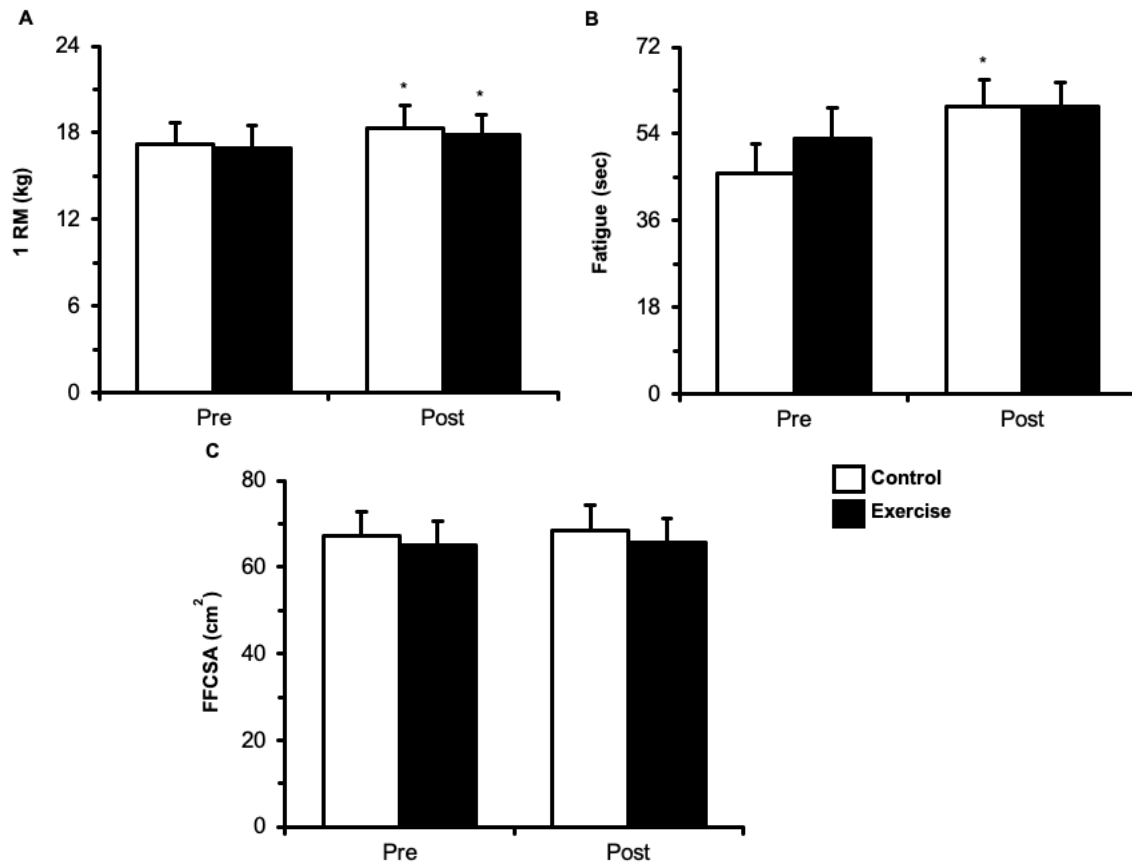 A
1 RM (kg)
24
18
12
6
0
* *
Pre Post
B
Fatigue (sec)
72
54
36
18
0
*
Pre Post
C
FFCSA (cm²)
80
60
40
20
0
Pre Post
Control
Exercise